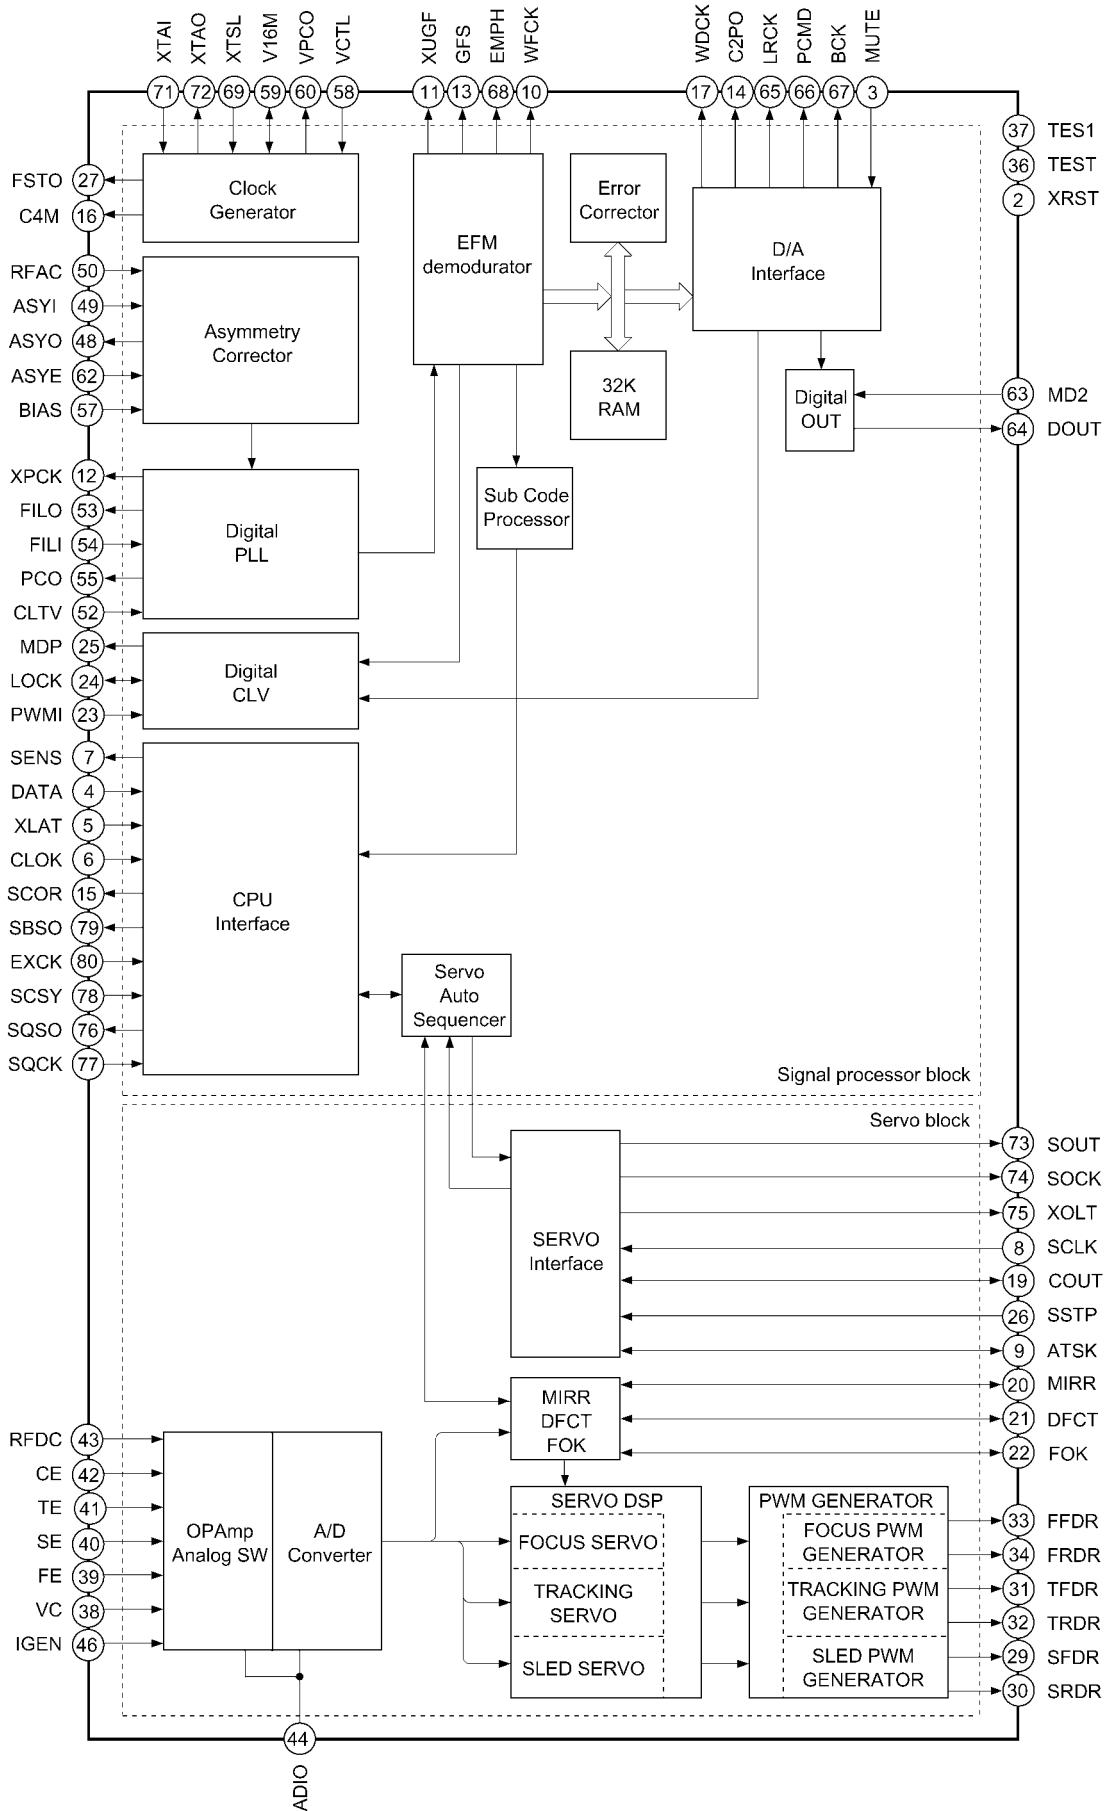 XTAI
XTAO
XTSL
V16M
VPCO
VCTL
XUGF
GFS
EMPH
WFCK
WDCK
C2PO
LRCK
PCMD
BCK
MUTE
71
72
69
59
60
58
11
13
68
10
17
14
65
66
67
3
37 TES1
36 TEST
2 XRST
FSTO 27
C4M 16
Clock
Generator
RFAC 50
ASYI 49
ASYO 48
ASYE 62
BIAS 57
Asymmetry
Corrector
EFM
demodurator
Error
Corrector
32K
RAM
D/A
Interface
Digital
OUT
63 MD2
64 DOUT
XPCK 12
FILO 53
FILI 54
PCO 55
CLTV 52
Digital
PLL
Sub Code
Processor
MDP 25
LOCK 24
PWMI 23
Digital
CLV
SENS 7
DATA 4
XLAT 5
CLOK 6
SCOR 15
SBSO 79
EXCK 80
SCSY 78
SQSO 76
SQCK 77
CPU
Interface
Servo
Auto
Sequencer
Signal processor block
Servo block
SERVO
Interface
73 SOUT
74 SOCK
75 XOLT
8 SCLK
19 COUT
26 SSTP
9 ATSK
20 MIRR
21 DFCT
22 FOK
MIRR
DFCT
FOK
RFDC 43
CE 42
TE 41
SE 40
FE 39
VC 38
IGEN 46
OPAmp
Analog SW
A/D
Converter
SERVO DSP
FOCUS SERVO
TRACKING
SERVO
SLED SERVO
PWM GENERATOR
FOCUS PWM
GENERATOR
TRACKING PWM
GENERATOR
SLED PWM
GENERATOR
33 FFDR
34 FRDR
31 TFDR
32 TRDR
29 SFDR
30 SRDR
44
ADIO